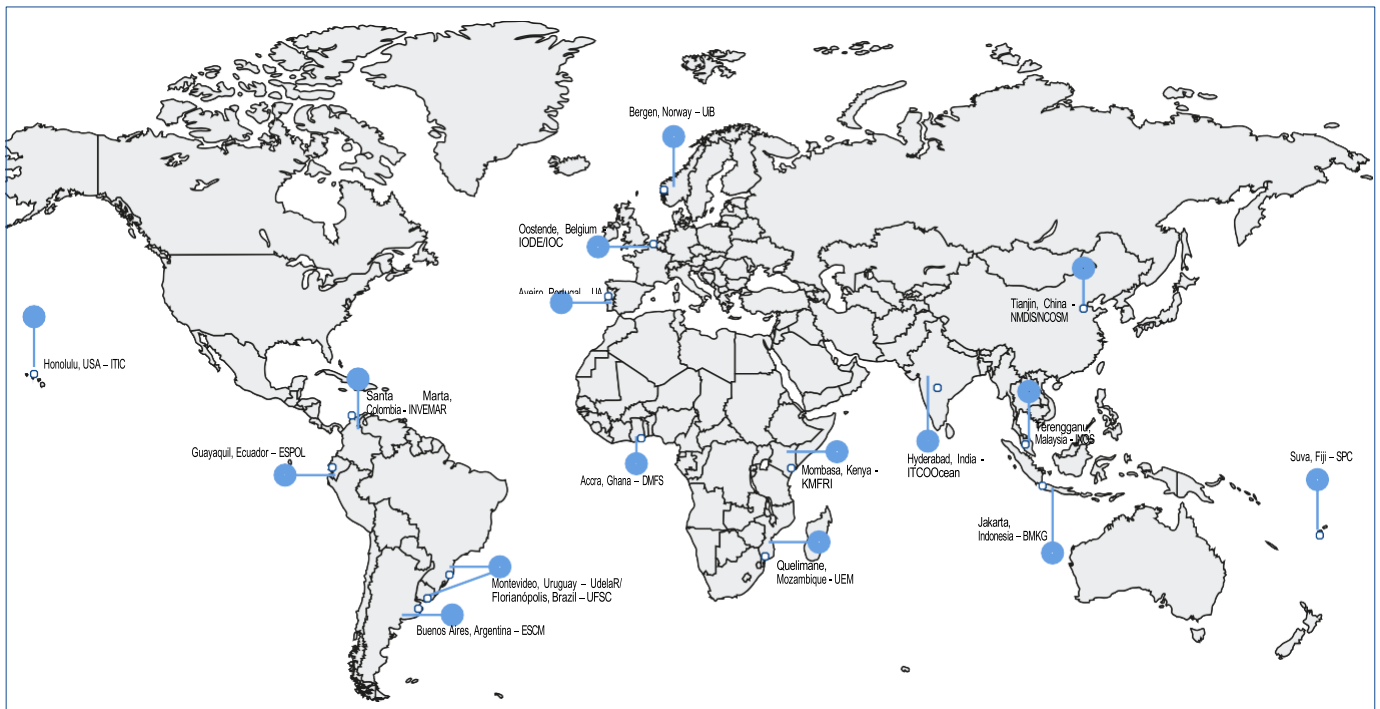 Bergen, Norway – UiB
Oostende, Belgium -
IODE/IOC
Aveiro, Portugal - UA
Tianjin, China -
NMDIS/NCOSM
Honolulu, USA – ITIC
Santa Marta,
Colombia - INVEMAR
Guayaquil, Ecuador – ESPOL
Accra, Ghana – DMFS
Mombasa, Kenya -
KMFRI
Hyderabad, India -
ITCOOcean
Terengganu,
Malaysia - INOS
Suva, Fiji – SPC
Jakarta,
Indonesia – BMKG
Quelimane,
Mozambique - UEM
Montevideo, Uruguay – UdelaR/
Florianópolis, Brazil – UFSC
Buenos Aires, Argentina – ESCM